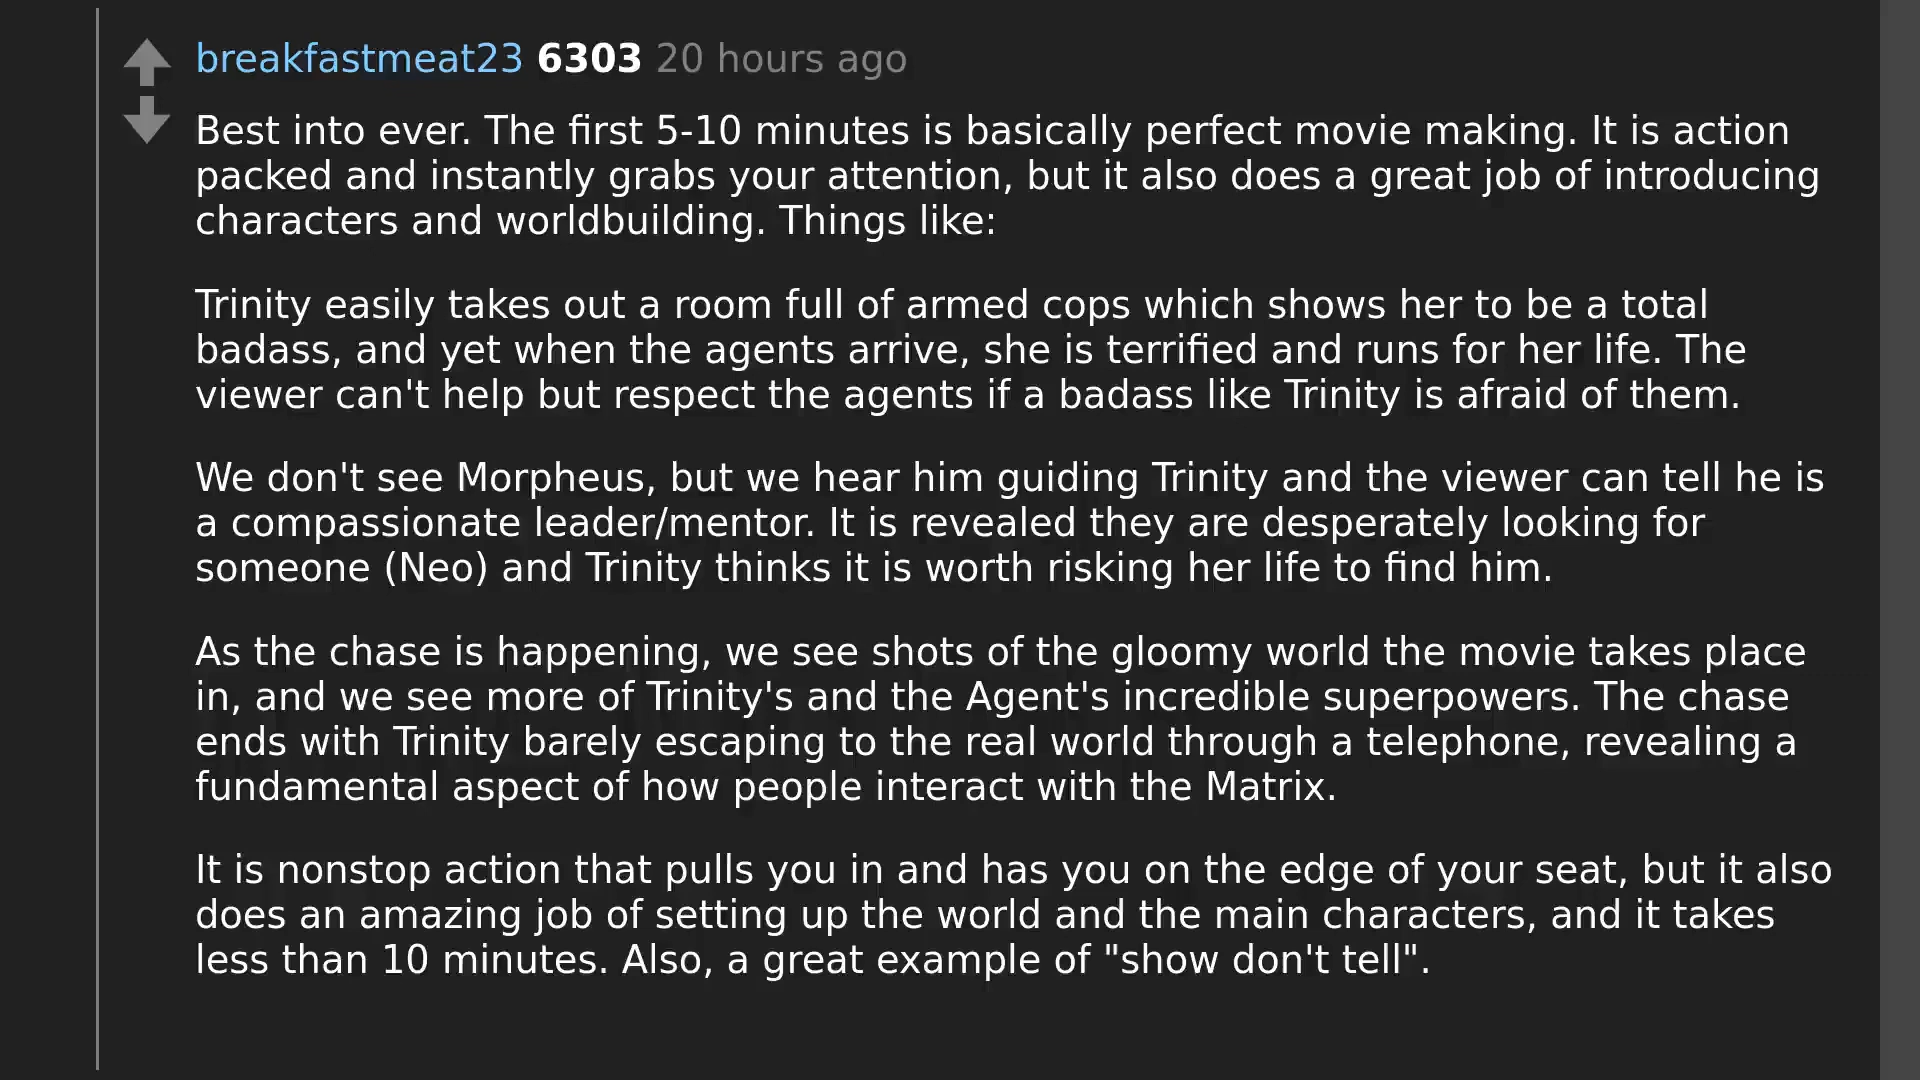 breakfastmeat23 6303 20 hours ago
Best into ever. The first 5-10 minutes is basically perfect movie making. It is action
packed and instantly grabs your attention, but it also does a great job of introducing
characters and worldbuilding. Things like:
Trinity easily takes out a room full of armed cops which shows her to be a total
badass, and yet when the agents arrive, she is terrified and runs for her life. The
viewer can't help but respect the agents if a badass like Trinity is afraid of them.
We don't see Morpheus, but we hear him guiding Trinity and the viewer can tell he is
a compassionate leader/mentor. It is revealed they are desperately looking for
someone (Neo) and Trinity thinks it is worth risking her life to find him.
As the chase is happening, we see shots of the gloomy world the movie takes place
in, and we see more of Trinity's and the Agent's incredible superpowers. The chase
ends with Trinity barely escaping to the real world through a telephone, revealing a
fundamental aspect of how people interact with the Matrix.
It is nonstop action that pulls you in and has you on the edge of your seat, but it also
does an amazing job of setting up the world and the main characters, and it takes
less than 10 minutes. Also, a great example of "show don't tell".